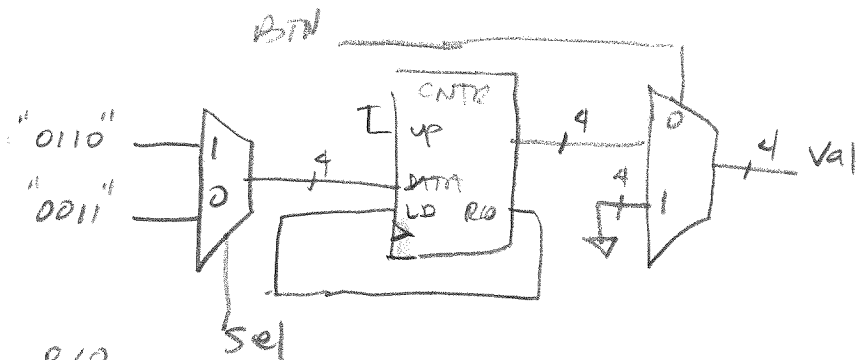 BTN
CNTR
"0110"
"0011"
1
0
4
UP
DATA
LD
RCO
4
0
4
1
4
Val
Sel